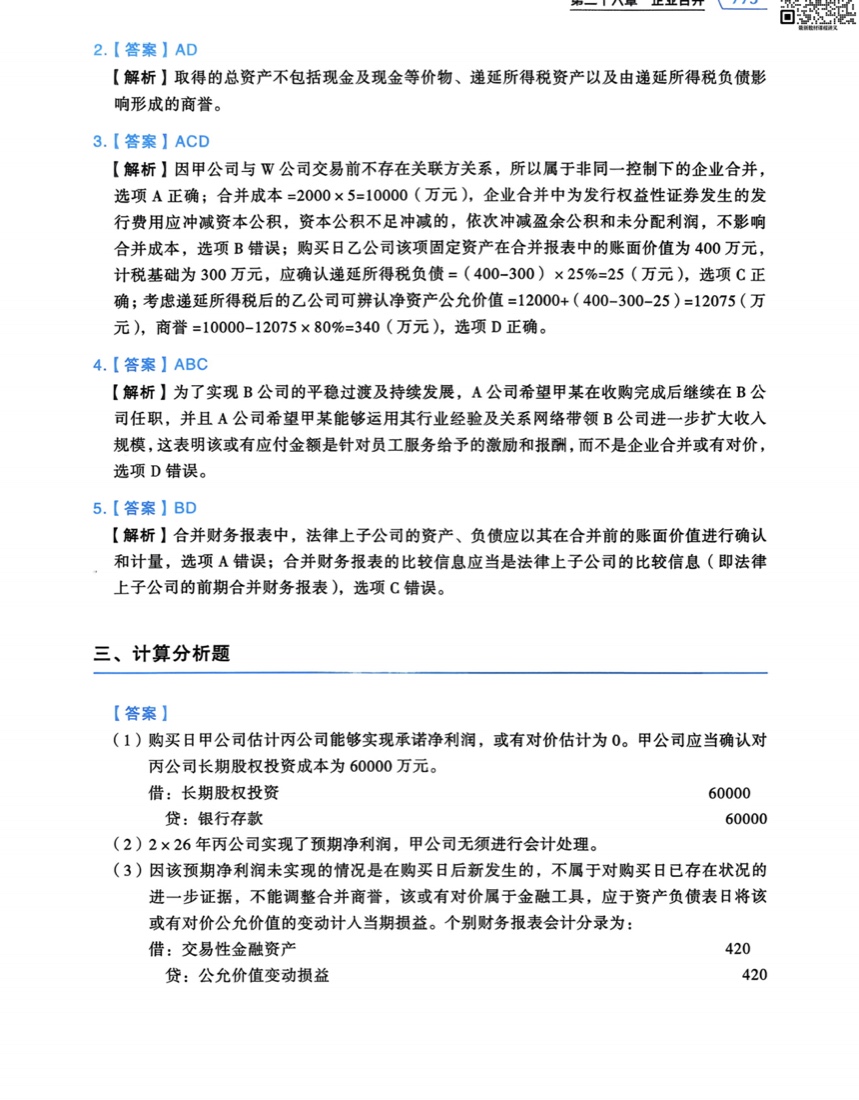 第二十六章 企业合并 775
2.【答案】AD
【解析】取得的总资产不包括现金及现金等价物、递延所得税资产以及由递延所得税负债影
响形成的商誉。
3.【答案】ACD
【解析】因甲公司与 W 公司交易前不存在关联方关系，所以属于非同一控制下的企业合并，
选项 A 正确；合并成本 =2000×5=10000（万元），企业合并中为发行权益性证券发生的发
行费用应冲减资本公积，资本公积不足冲减的，依次冲减盈余公积和未分配利润，不影响
合并成本，选项 B 错误；购买日乙公司该项固定资产在合并报表中的账面价值为 400 万元，
计税基础为 300 万元，应确认递延所得税负债 =（400-300）×25%=25（万元），选项 C 正
确；考虑递延所得税后的乙公司可辨认净资产公允价值 =12000+（400-300-25）=12075（万
元），商誉 =10000-12075×80%=340（万元），选项 D 正确。
4.【答案】ABC
【解析】为了实现 B 公司的平稳过渡及持续发展，A 公司希望甲某在收购完成后继续在 B 公
司任职，并且 A 公司希望甲某能够运用其行业经验及关系网络带领 B 公司进一步扩大收入
规模，这表明该或有应付金额是针对员工服务给予的激励和报酬，而不是企业合并或有对价，
选项 D 错误。
5.【答案】BD
【解析】合并财务报表中，法律上子公司的资产、负债应以其在合并前的账面价值进行确认
和计量，选项 A 错误；合并财务报表的比较信息应当是法律上子公司的比较信息（即法律
上子公司的前期合并财务报表），选项 C 错误。
三、计算分析题
【答案】
（1）购买日甲公司估计丙公司能够实现承诺净利润，或有对价估计为 0。甲公司应当确认对
丙公司长期股权投资成本为 60000 万元。
借：长期股权投资 60000
贷：银行存款 60000
（2）2×26 年丙公司实现了预期净利润，甲公司无须进行会计处理。
（3）因该预期净利润未实现的情况是在购买日后新发生的，不属于对购买日已存在状况的
进一步证据，不能调整合并商誉，该或有对价属于金融工具，应于资产负债表日将该
或有对价公允价值的变动计入当期损益。个别财务报表会计分录为：
借：交易性金融资产 420
贷：公允价值变动损益 420